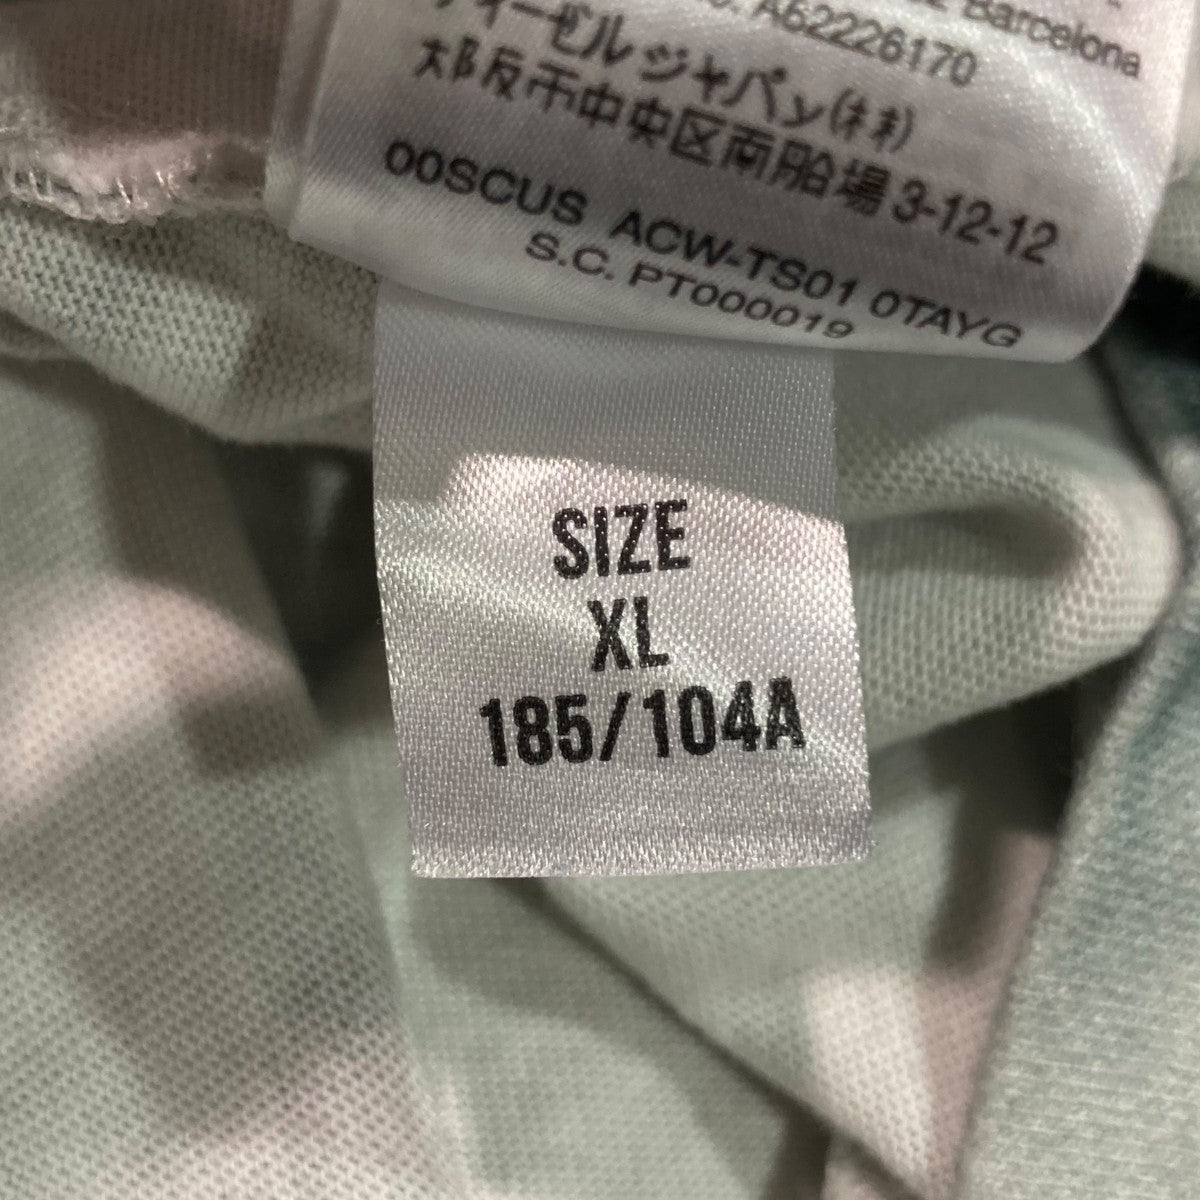 Barcelona
A62226170
ディーゼルジャパン(株)
大阪市中央区南船場3-12-12
00SCUS ACW-TS01 0TAYG
S.C. PT000019
SIZE
XL
185/104A